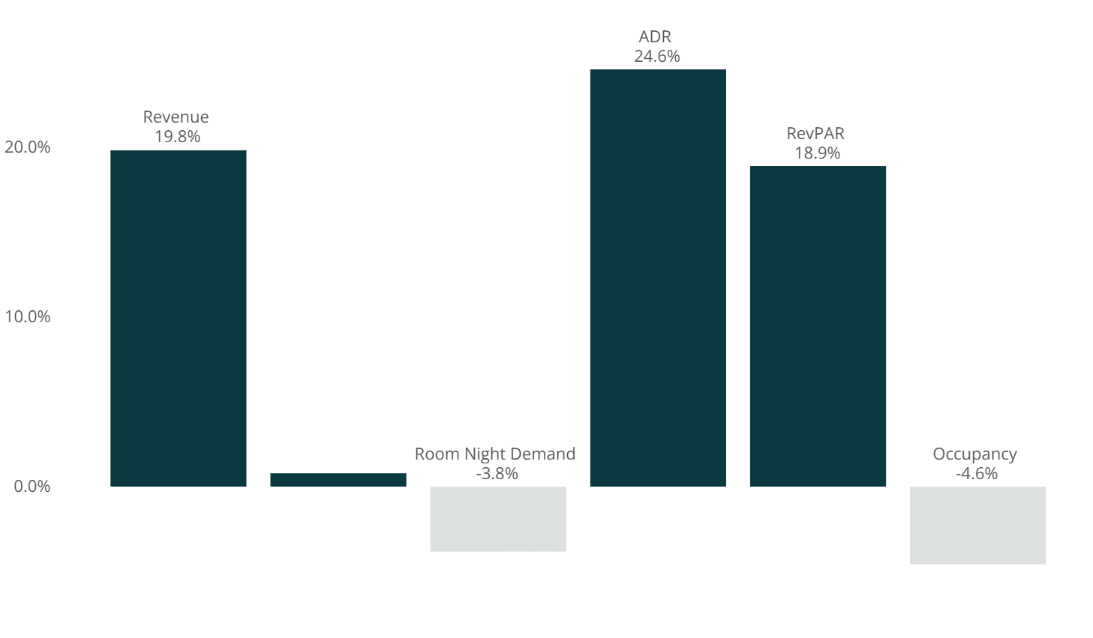 ADR
24.6%
Revenue
19.8%
RevPAR
18.9%
20.0%
10.0%
Room Night Demand
-3.8%
Occupancy
-4.6%
0.0%